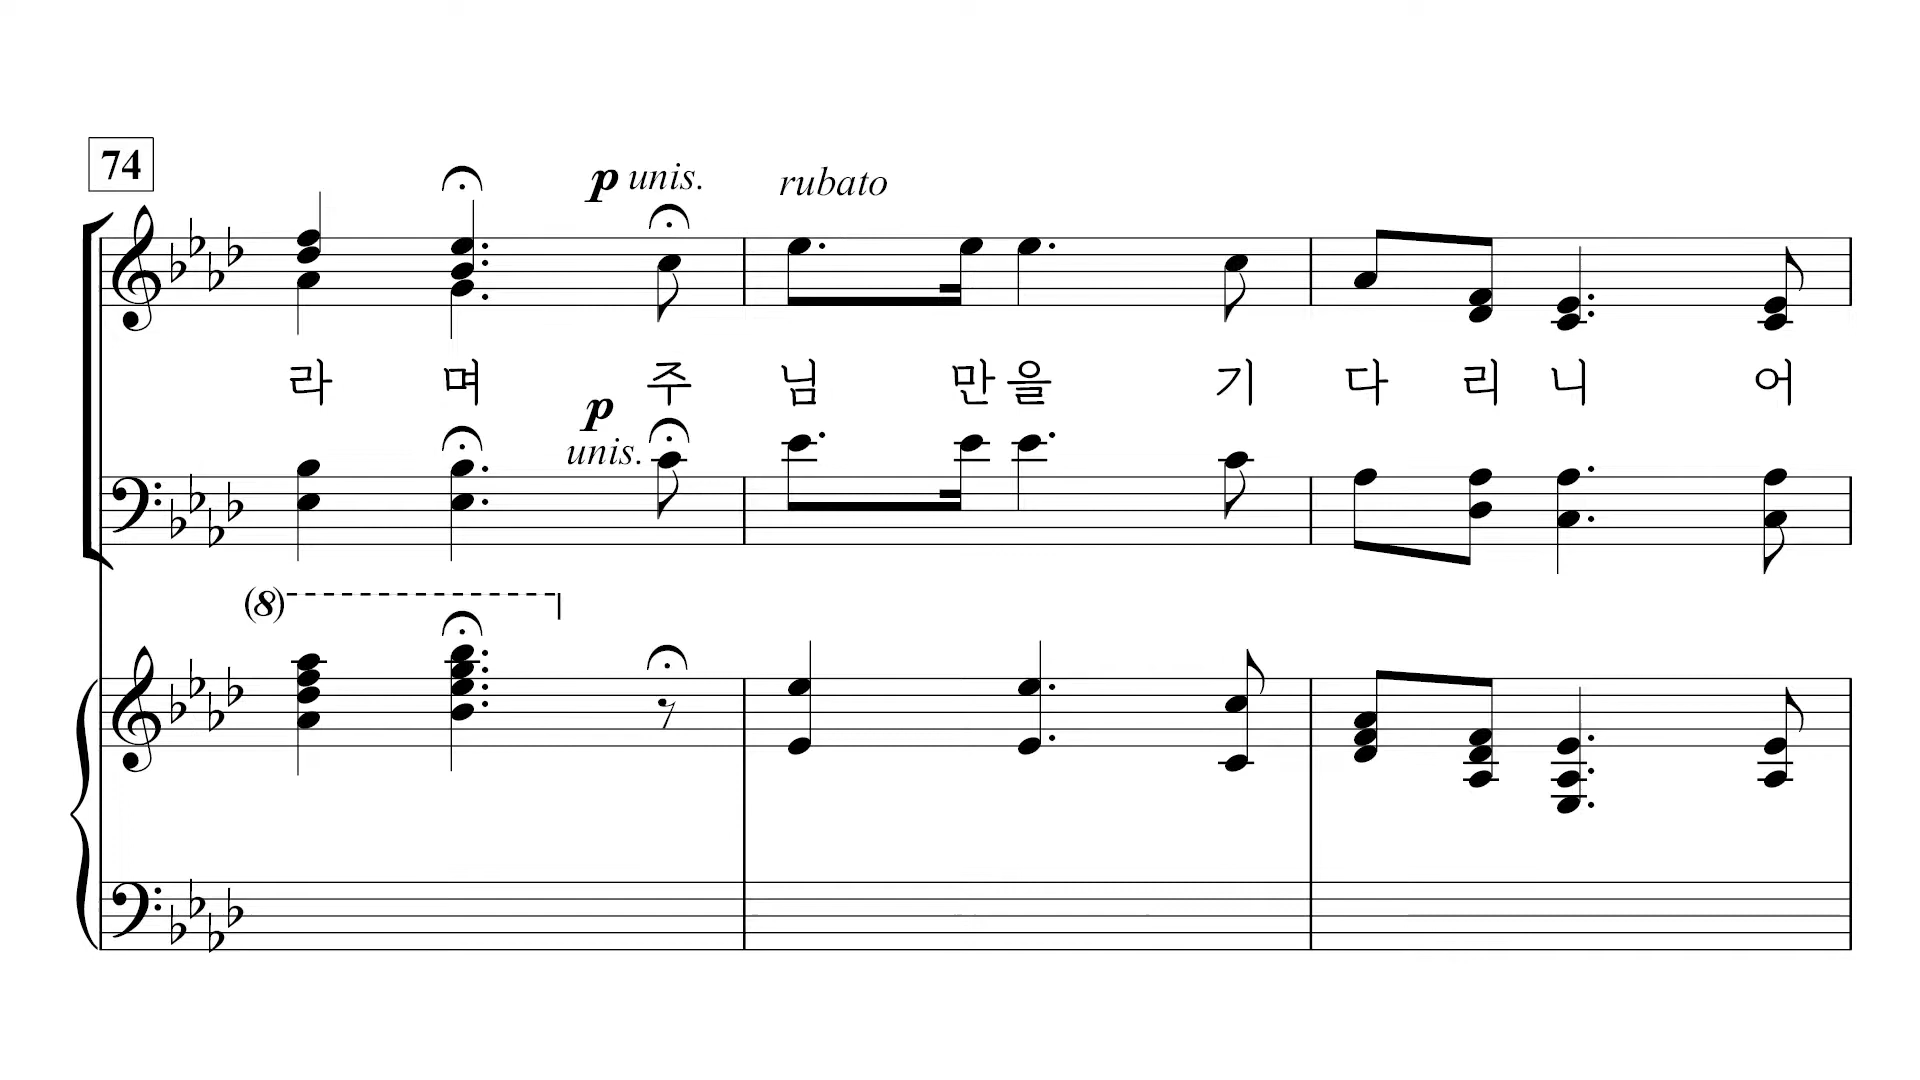 74
p unis. rubato
라 며 주 님 만 을 기 다 리 니 어
p
unis.
(8)